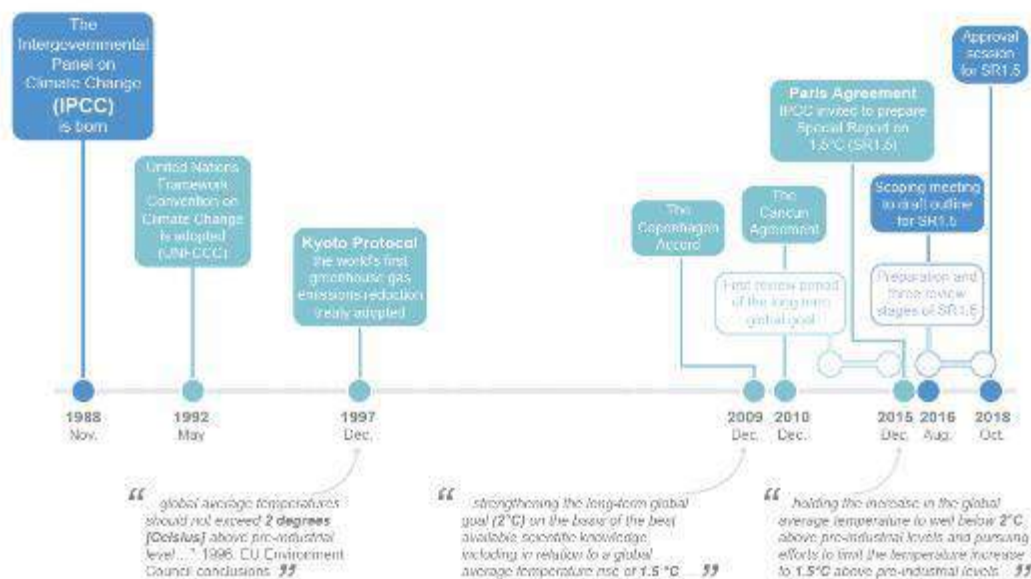 The
Intergovernmental
Panel on
Climate Change
(IPCC)
is born
United Nations
Framework
Convention on
Climate Change
is adopted
(UNFCCC)
Kyoto Protocol
the world's first
greenhouse gas
emissions reduction
treaty adopted
The
Copenhagen
Accord
The
Cancun
Agreement
First review period
of the long-term
global goal
Paris Agreement
IPCC invited to prepare
Special Report on
1.5°C (SR1.5)
Scoping meeting
to draft outline
for SR1.5
Preparation and
three review
stages of SR1.5
Approval
session
for SR1.5
1988
Nov.
1992
May
1997
Dec.
2009
Dec.
2010
Dec.
2015
Dec.
2016
Aug.
2018
Oct.
“ global average temperatures
should not exceed 2 degrees
[Celsius] above pre-industrial
level...” 1996, EU Environment
Council conclusions ”
“ strengthening the long-term global
goal (2°C) on the basis of the best
available scientific knowledge
including in relation to a global
average temperature rise of 1.5 °C ”
“ holding the increase in the global
average temperature to well below 2°C
above pre-industrial levels and pursuing
efforts to limit the temperature increase
to 1.5°C above pre-industrial levels ”